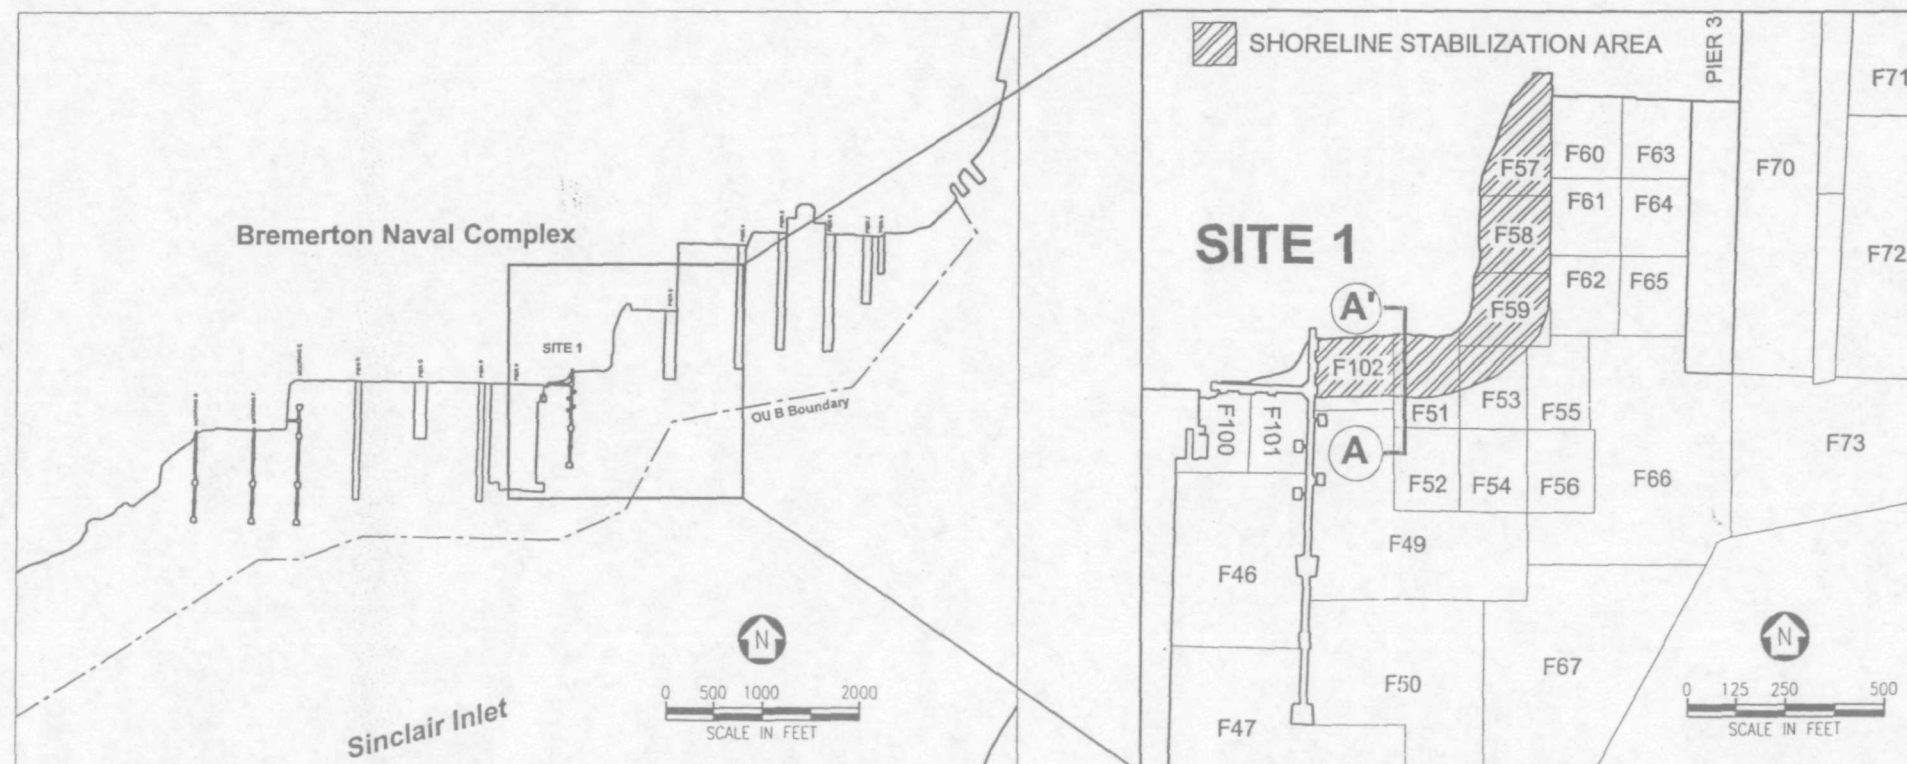 Bremerton Naval Complex
SITE 1
OU B Boundary
N
0 500 1000 2000
SCALE IN FEET
Sinclair Inlet
SHORELINE STABILIZATION AREA
PIER 3
F71
F57
F60
F63
F70
F61
F64
SITE 1
F58
F72
F62
F65
A'
F59
F102
F51
F53
F55
F100
F101
F73
A
F52
F54
F56
F66
F49
F46
N
F67
F50
F47
0 125 250 500
SCALE IN FEET